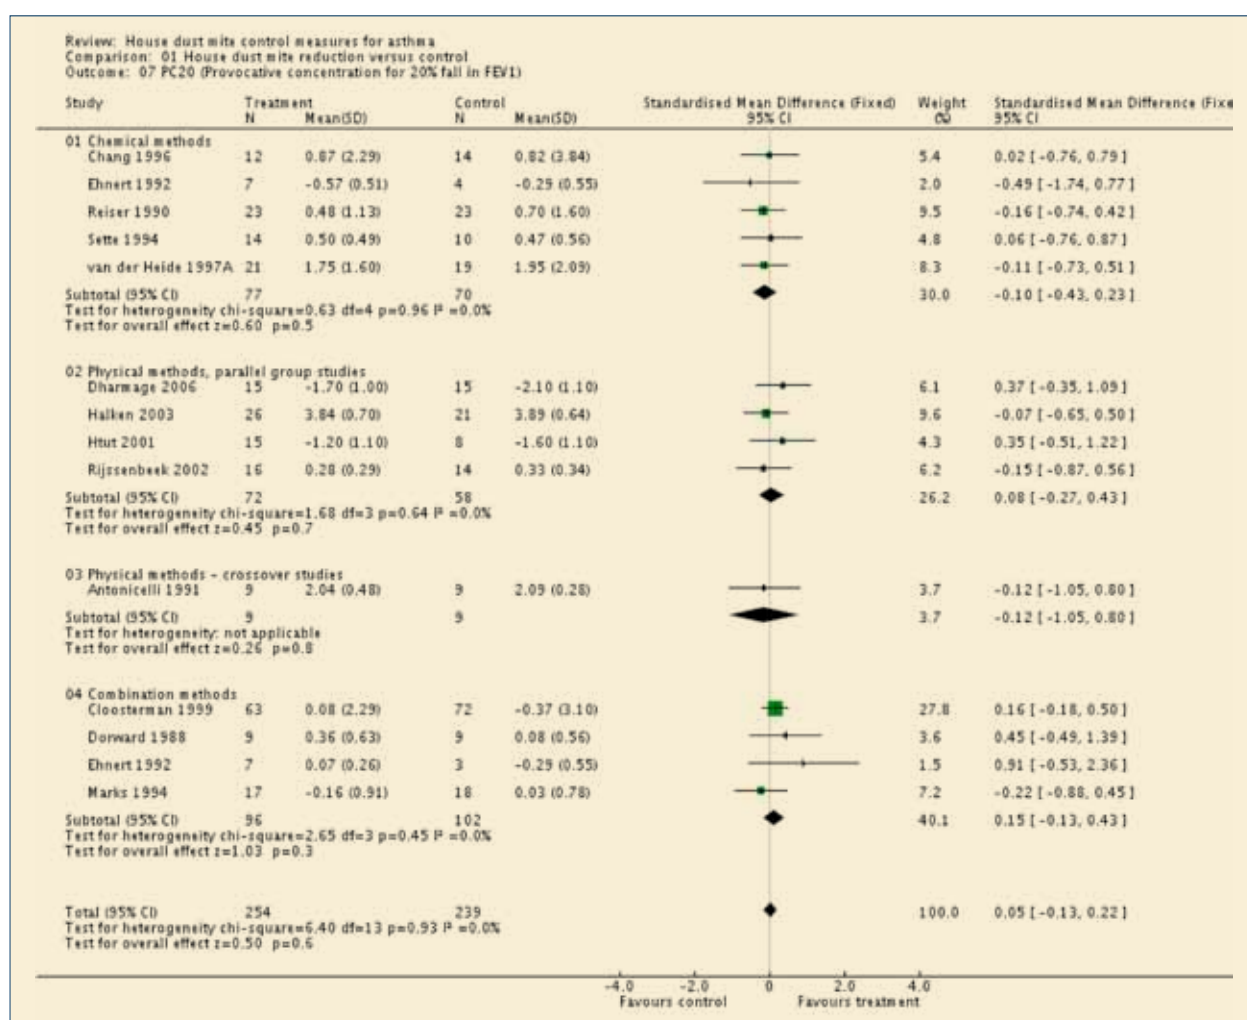 Review: House dust mite control measures for asthma
Comparison: 01 House dust mite reduction versus control
Outcome: 07 PC20 (Provocative concentration for 20% fall in FEV1)
Study Treatment Control Standardised Mean Difference (Fixed) Weight Standardised Mean Difference (Fixe
N Mean(SD) N Mean(SD) 95% CI (%) 95% CI
01 Chemical methods
Chang 1996 12 0.87 (2.29) 14 0.82 (3.84) 5.4 0.02 [ -0.76, 0.79 ]
Ehnert 1992 7 -0.57 (0.51) 4 -0.29 (0.55) 2.0 -0.49 [ -1.74, 0.77 ]
Reiser 1990 23 0.48 (1.13) 23 0.70 (1.60) 9.5 -0.16 [ -0.74, 0.42 ]
Sette 1994 14 0.50 (0.49) 10 0.47 (0.56) 4.8 0.06 [ -0.76, 0.87 ]
van der Heide 1997A 21 1.75 (1.60) 19 1.95 (2.09) 8.3 -0.11 [ -0.73, 0.51 ]
Subtotal (95% CI) 77 70 30.0 -0.10 [ -0.43, 0.23 ]
Test for heterogeneity chi-square=0.63 df=4 p=0.96 I² =0.0%
Test for overall effect z=0.60 p=0.5
02 Physical methods, parallel group studies
Dharmage 2006 15 -1.70 (1.00) 15 -2.10 (1.10) 6.1 0.37 [ -0.35, 1.09 ]
Halken 2003 26 3.84 (0.70) 21 3.89 (0.64) 9.6 -0.07 [ -0.65, 0.50 ]
Htut 2001 15 -1.20 (1.10) 8 -1.60 (1.10) 4.3 0.35 [ -0.51, 1.22 ]
Rijssenbeek 2002 16 0.28 (0.29) 14 0.33 (0.34) 6.2 -0.15 [ -0.87, 0.56 ]
Subtotal (95% CI) 72 58 26.2 0.08 [ -0.27, 0.43 ]
Test for heterogeneity chi-square=1.68 df=3 p=0.64 I² =0.0%
Test for overall effect z=0.45 p=0.7
03 Physical methods - crossover studies
Antonicelli 1991 9 2.04 (0.48) 9 2.09 (0.28) 3.7 -0.12 [ -1.05, 0.80 ]
Subtotal (95% CI) 9 9 3.7 -0.12 [ -1.05, 0.80 ]
Test for heterogeneity: not applicable
Test for overall effect z=0.26 p=0.8
04 Combination methods
Cloosterman 1999 63 0.08 (2.29) 72 -0.37 (3.10) 27.8 0.16 [ -0.18, 0.50 ]
Dorward 1988 9 0.36 (0.63) 9 0.08 (0.56) 3.6 0.45 [ -0.49, 1.39 ]
Ehnert 1992 7 0.07 (0.26) 3 -0.29 (0.55) 1.5 0.91 [ -0.53, 2.36 ]
Marks 1994 17 -0.16 (0.91) 18 0.03 (0.78) 7.2 -0.22 [ -0.88, 0.45 ]
Subtotal (95% CI) 96 102 40.1 0.15 [ -0.13, 0.43 ]
Test for heterogeneity chi-square=2.65 df=3 p=0.45 I² =0.0%
Test for overall effect z=1.03 p=0.3
Total (95% CI) 254 239 100.0 0.05 [ -0.13, 0.22 ]
Test for heterogeneity chi-square=6.40 df=13 p=0.93 I² =0.0%
Test for overall effect z=0.50 p=0.6
-4.0 -2.0 0 2.0 4.0
Favours control Favours treatment